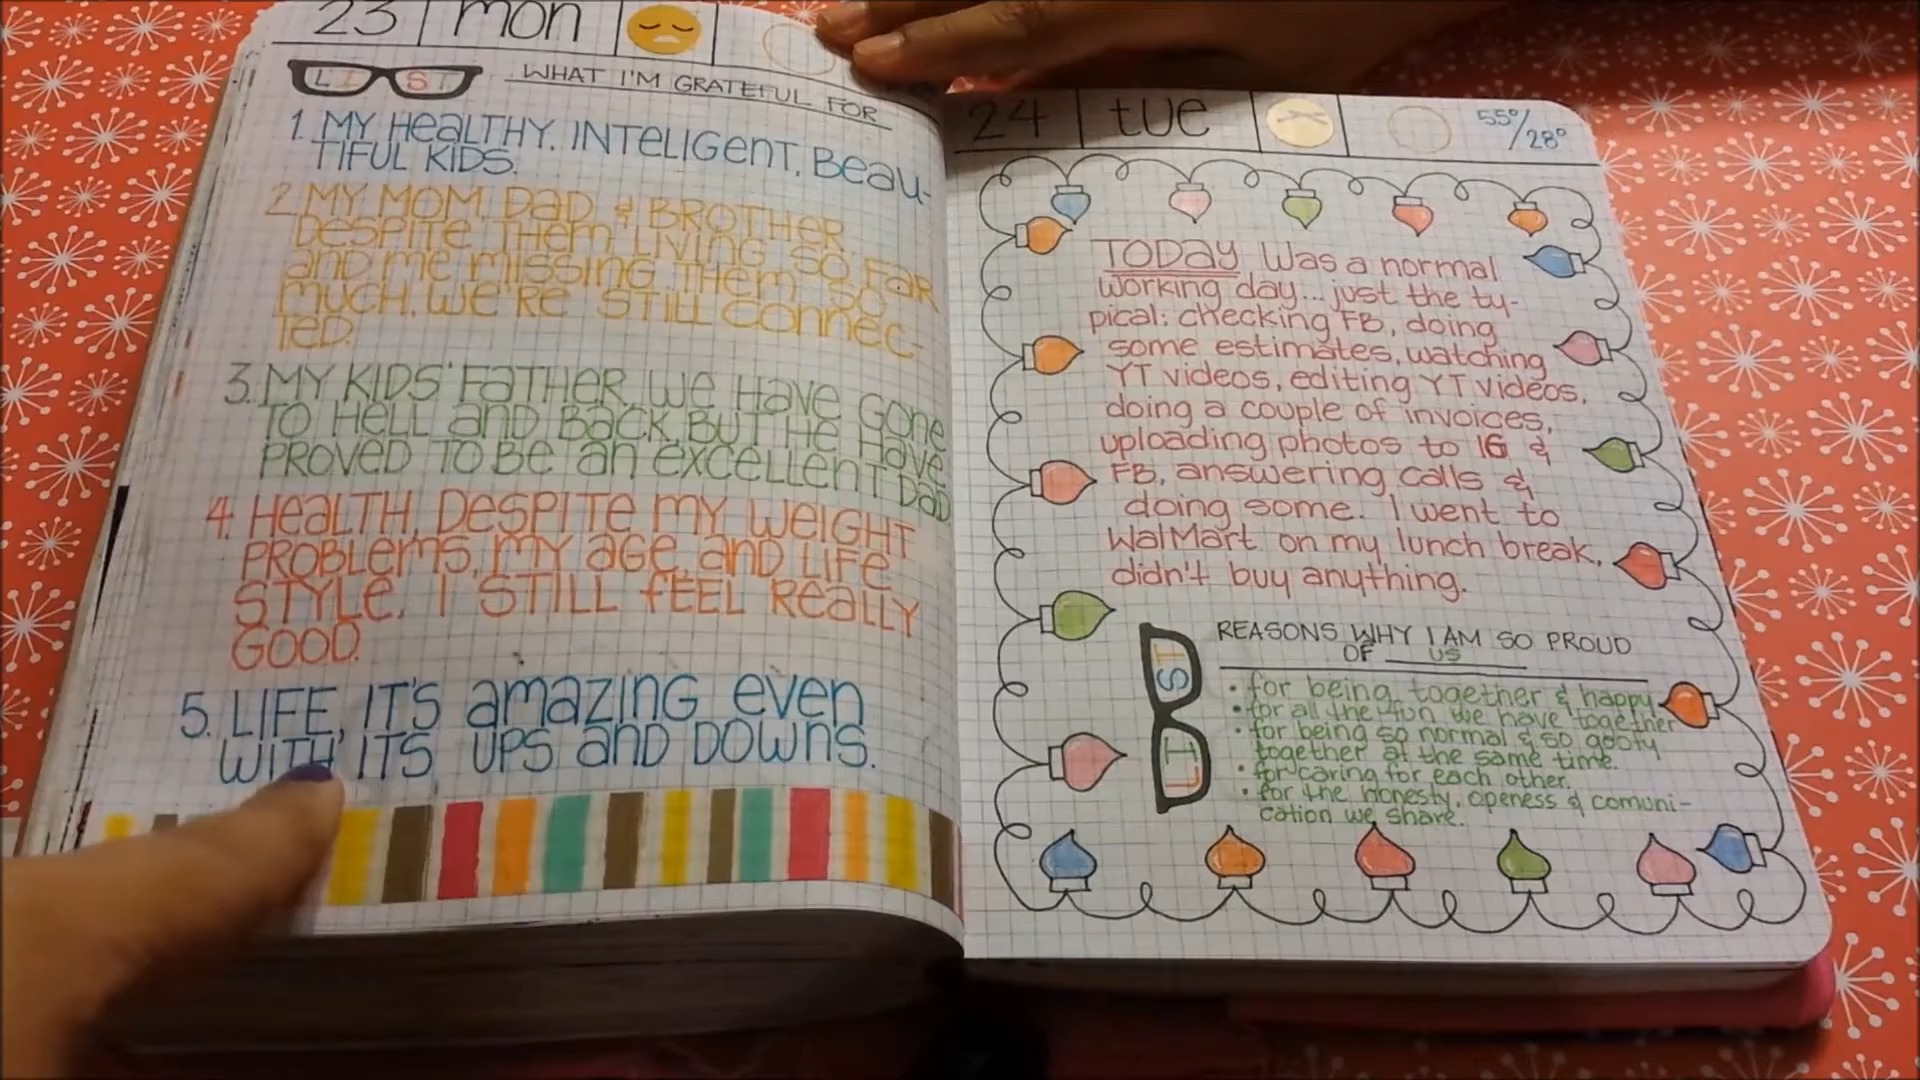 23 mon
LIST WHAT I'M GRATEFUL FOR
1. MY HEALTHY, INTELIGENT, BEAU-
TIFUL KIDS.
2. MY MOM DAD & BROTHER
DESPITE THEM LIVING SO FAR
AND ME MISSING THEM SO
MUCH, WE'RE STILL CONNEC-
TED.
3. MY KIDS' FATHER, WE HAVE GONE
TO HELL AND BACK BUT HE HAVE
PROVED TO BE AN EXCELLENT DAD
4. HEALTH, DESPITE MY WEIGHT
PROBLEMS, MY AGE, AND LIFE
STYLE, I STILL FEEL REALLY
GOOD.
5. LIFE, IT'S AMAZING EVEN
WITH ITS UPS AND DOWNS.
24 tue 55°/28°
TODAY Was a normal
working day... just the ty-
pical: checking FB, doing
some estimates, watching
YT videos, editing YT videos,
doing a couple of invoices,
uploading photos to IG &
FB, answering calls &
doing some. I went to
WalMart on my lunch break,
didn't buy anything.
LIST
REASONS WHY I AM SO PROUD
OF us
• for being together & happy
• for all the fun we have together
• for being so normal & so goofy
together at the same time.
• for caring for each other.
• for the honesty, openess & comuni-
cation we share.